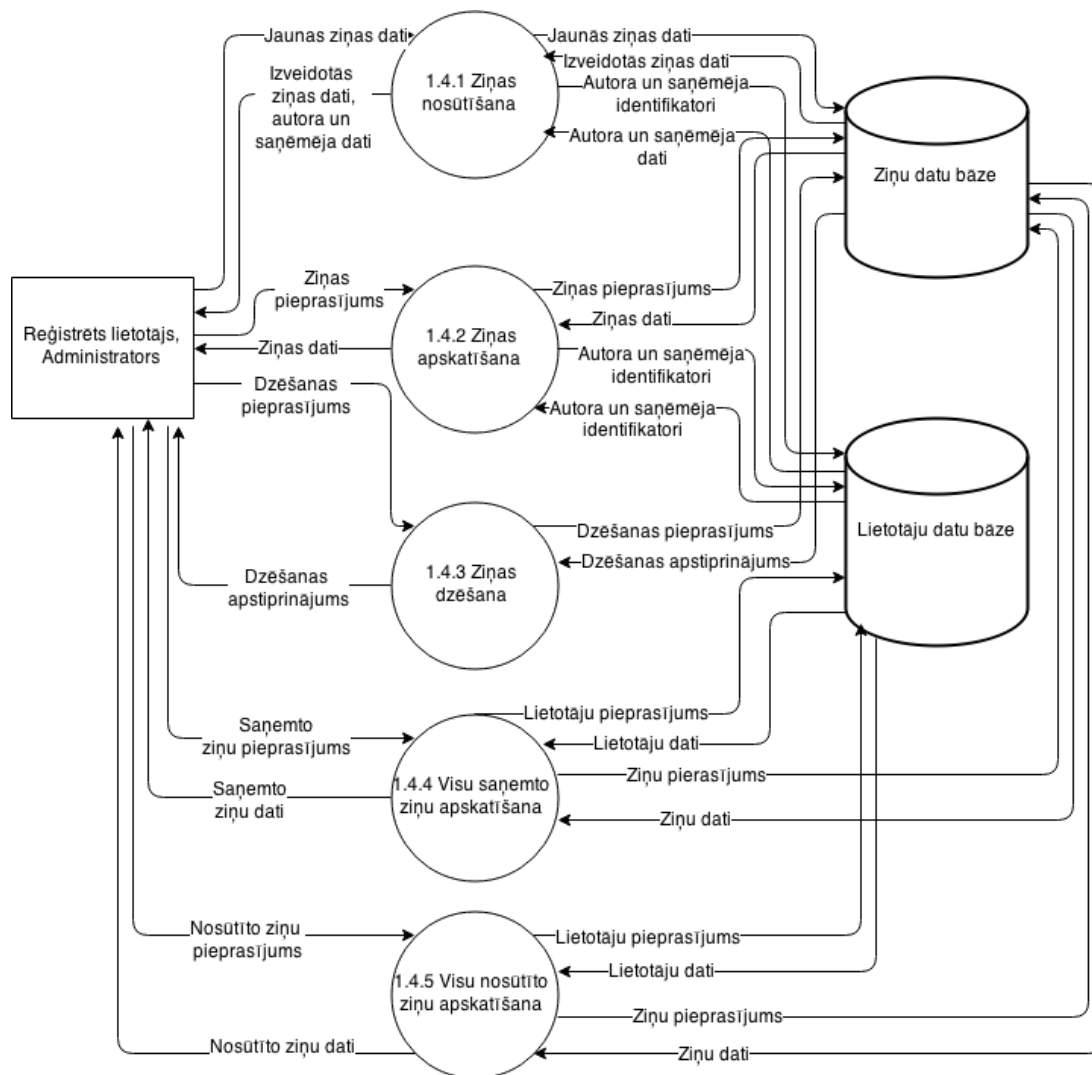 Jaunas ziņas dati
Izveidotās
ziņas dati,
autora un
saņēmēja dati
1.4.1 Ziņas
nosūtīšana
Jaunās ziņas dati
Izveidotās ziņas dati
Autora un saņēmēja
identifikatori
Autora un saņēmēja
dati
Ziņu datu bāze
Reģistrēts lietotājs,
Administrators
Ziņas
pieprasījums
Ziņas dati
Dzēšanas
pieprasījums
1.4.2 Ziņas
apskatīšana
Ziņas pieprasījums
Ziņas dati
Autora un saņēmēja
identifikatori
Autora un saņēmēja
identifikatori
Lietotāju datu bāze
Dzēšanas
apstiprinājums
1.4.3 Ziņas
dzēšana
Dzēšanas pieprasījums
Dzēšanas apstiprinājums
Saņemto
ziņu pieprasījums
Saņemto
ziņu dati
1.4.4 Visu saņemto
ziņu apskatīšana
Lietotāju pieprasījums
Lietotāju dati
Ziņu pierasījums
Ziņu dati
Nosūtīto ziņu
pieprasījums
Nosūtīto ziņu dati
1.4.5 Visu nosūtīto
ziņu apskatīšana
Lietotāju pieprasījums
Lietotāju dati
Ziņu pieprasījums
Ziņu dati